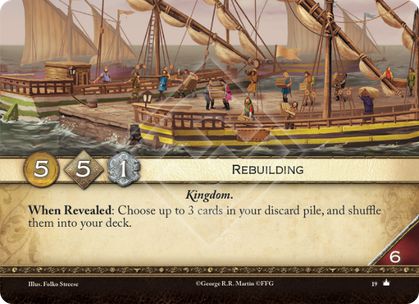 5 5 1 REBUILDING
Kingdom.
When Revealed: Choose up to 3 cards in your discard pile, and shuffle
them into your deck.
6
Illus. Folko Streese ©George R.R. Martin ©FFG 19